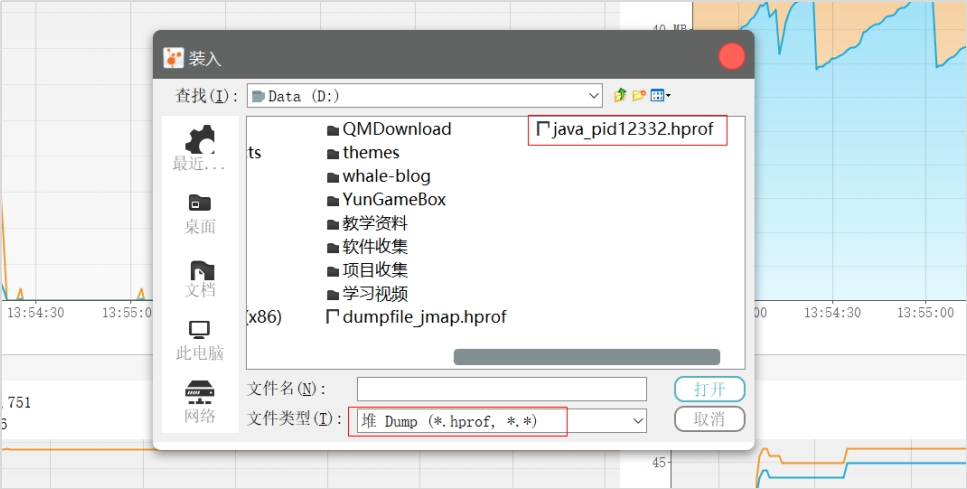 40 MB
装入
查找(I):
Data (D:)
最近...
桌面
文档
此电脑
网络
ts
(x86)
QMDownload
themes
whale-blog
YunGameBox
教学资料
软件收集
项目收集
学习视频
dumpfile_jmap.hprof
java_pid12332.hprof
文件名(N):
打开
文件类型(T):
堆 Dump (*.hprof, *.*)
取消
13:54:30
13:55:0
00
13:54:30
13:55:00
751
6
45